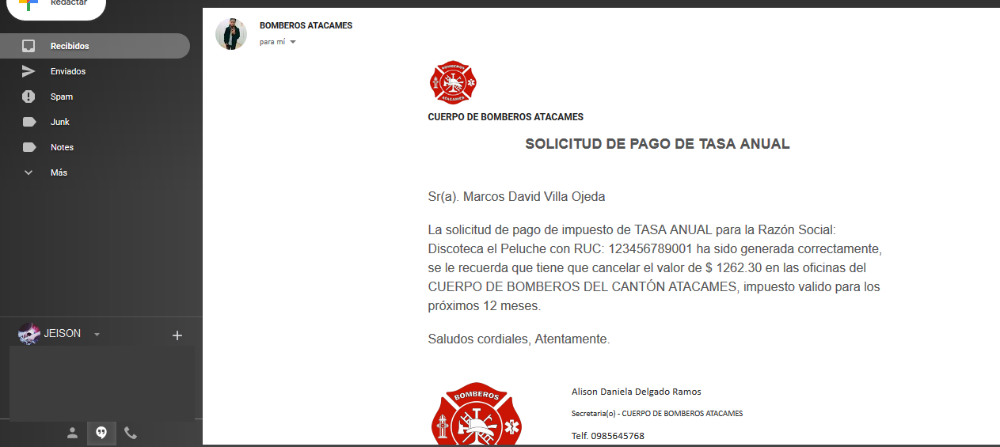 Redactar
Recibidos
Enviados
Spam
Junk
Notes
Más
JEISON
BOMBEROS ATACAMES
para mí
BOMBEROS
ATACAMES
CUERPO DE BOMBEROS ATACAMES
SOLICITUD DE PAGO DE TASA ANUAL
Sr(a). Marcos David Villa Ojeda
La solicitud de pago de impuesto de TASA ANUAL para la Razón Social:
Discoteca el Peluche con RUC: 123456789001 ha sido generada correctamente,
se le recuerda que tiene que cancelar el valor de $ 1262.30 en las oficinas del
CUERPO DE BOMBEROS DEL CANTÓN ATACAMES, impuesto valido para los
próximos 12 meses.
Saludos cordiales, Atentamente.
BOMBEROS
Alison Daniela Delgado Ramos
Secretaria(o) - CUERPO DE BOMBEROS ATACAMES
Telf. 0985645768